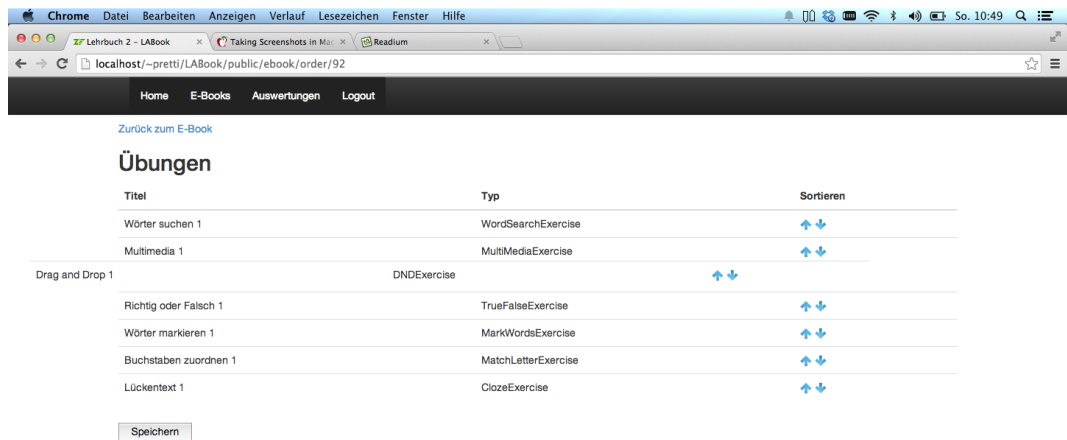 Chrome Datei Bearbeiten Anzeigen Verlauf Lesezeichen Fenster Hilfe So. 10:49
Lehrbuch 2 – LABook × Taking Screenshots in Mac × Readium ×
localhost/~pretti/LABook/public/ebook/order/92
Home E-Books Auswertungen Logout
Zurück zum E-Book
Übungen
Titel Typ Sortieren
Wörter suchen 1 WordSearchExercise
Multimedia 1 MultiMediaExercise
Drag and Drop 1 DNDExercise
Richtig oder Falsch 1 TrueFalseExercise
Wörter markieren 1 MarkWordsExercise
Buchstaben zuordnen 1 MatchLetterExercise
Lückentext 1 ClozeExercise
Speichern